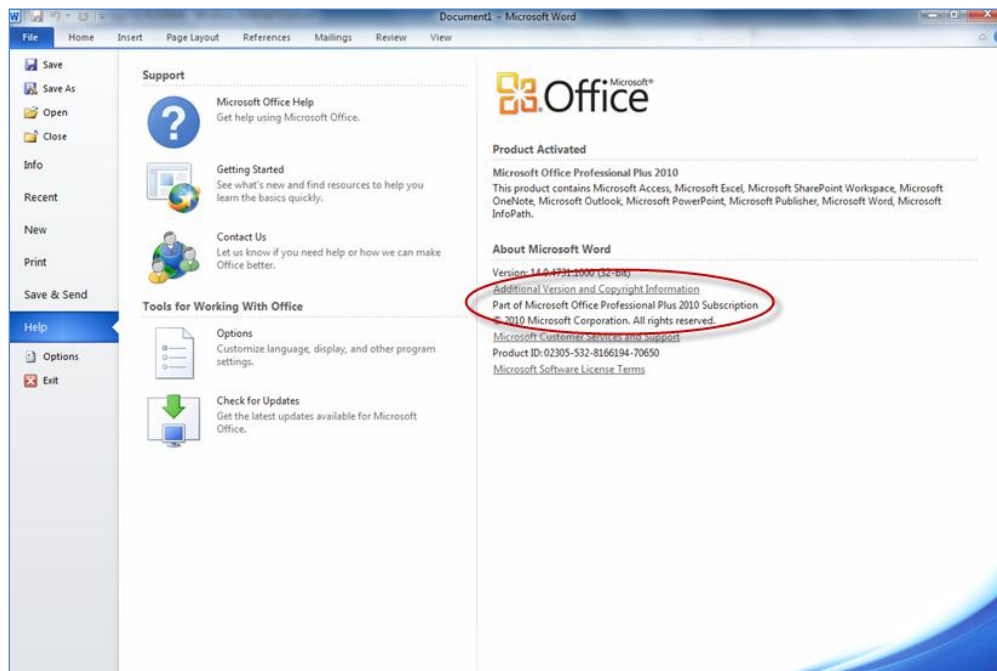 Document1 - Microsoft Word
File Home Insert Page Layout References Mailings Review View
Save
Save As
Open
Close
Info
Recent
New
Print
Save & Send
Help
Options
Exit
Support
Microsoft Office Help
Get help using Microsoft Office.
Getting Started
See what's new and find resources to help you
learn the basics quickly.
Contact Us
Let us know if you need help or how we can make
Office better.
Tools for Working With Office
Options
Customize language, display, and other program
settings.
Check for Updates
Get the latest updates available for Microsoft
Office.
Microsoft®
Office
Product Activated
Microsoft Office Professional Plus 2010
This product contains Microsoft Access, Microsoft Excel, Microsoft SharePoint Workspace, Microsoft
OneNote, Microsoft Outlook, Microsoft PowerPoint, Microsoft Publisher, Microsoft Word, Microsoft
InfoPath.
About Microsoft Word
Version: 14.0.4731.1000 (32-bit)
Additional Version and Copyright Information
Part of Microsoft Office Professional Plus 2010 Subscription
© 2010 Microsoft Corporation. All rights reserved.
Microsoft Customer Services and Support
Product ID: 02305-532-8166194-70650
Microsoft Software License Terms